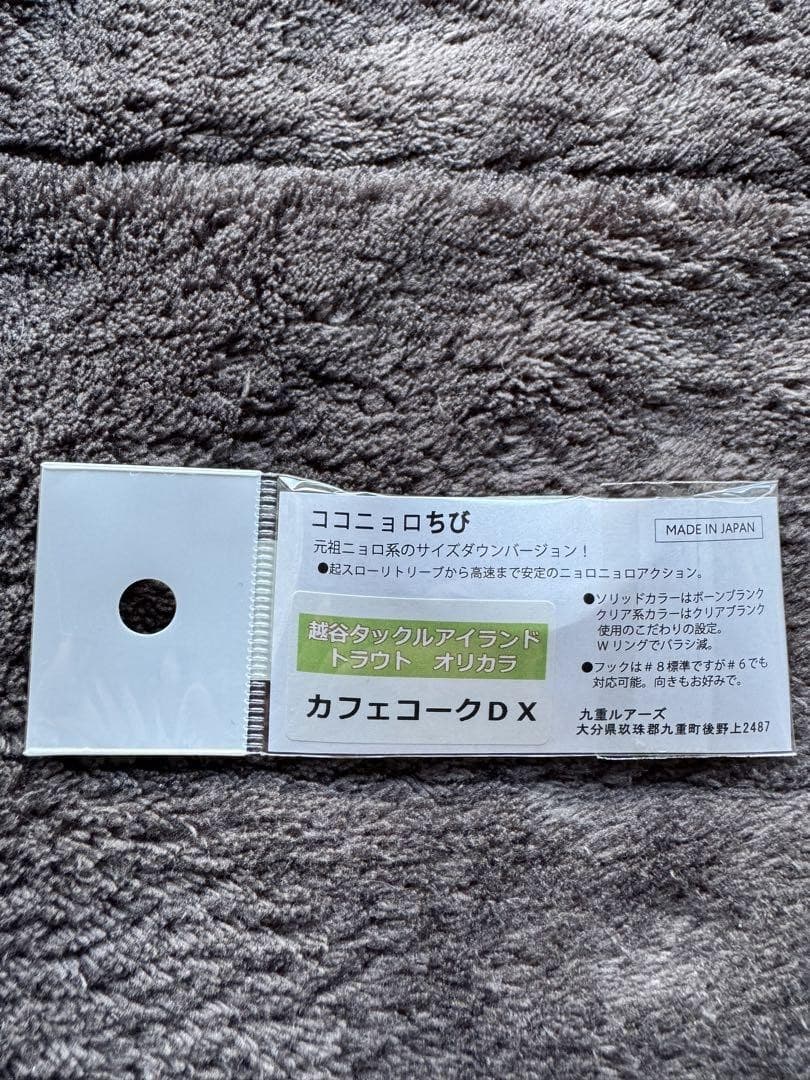 ココニョロちび
MADE IN JAPAN
元祖ニョロ系のサイズダウンバージョン！
●起スローリトリーブから高速まで安定のニョロニョロアクション。
越谷タックルアイランド
トラウト　オリカラ
カフェコークＤＸ
●ソリッドカラーはボーンブランク
クリア系カラーはクリアブランク
使用のこだわりの設定。
Ｗリングでバラシ減。
●フックは＃８標準ですが＃６でも
対応可能。向きもお好みで。
九重ルアーズ
大分県玖珠郡九重町後野上2487